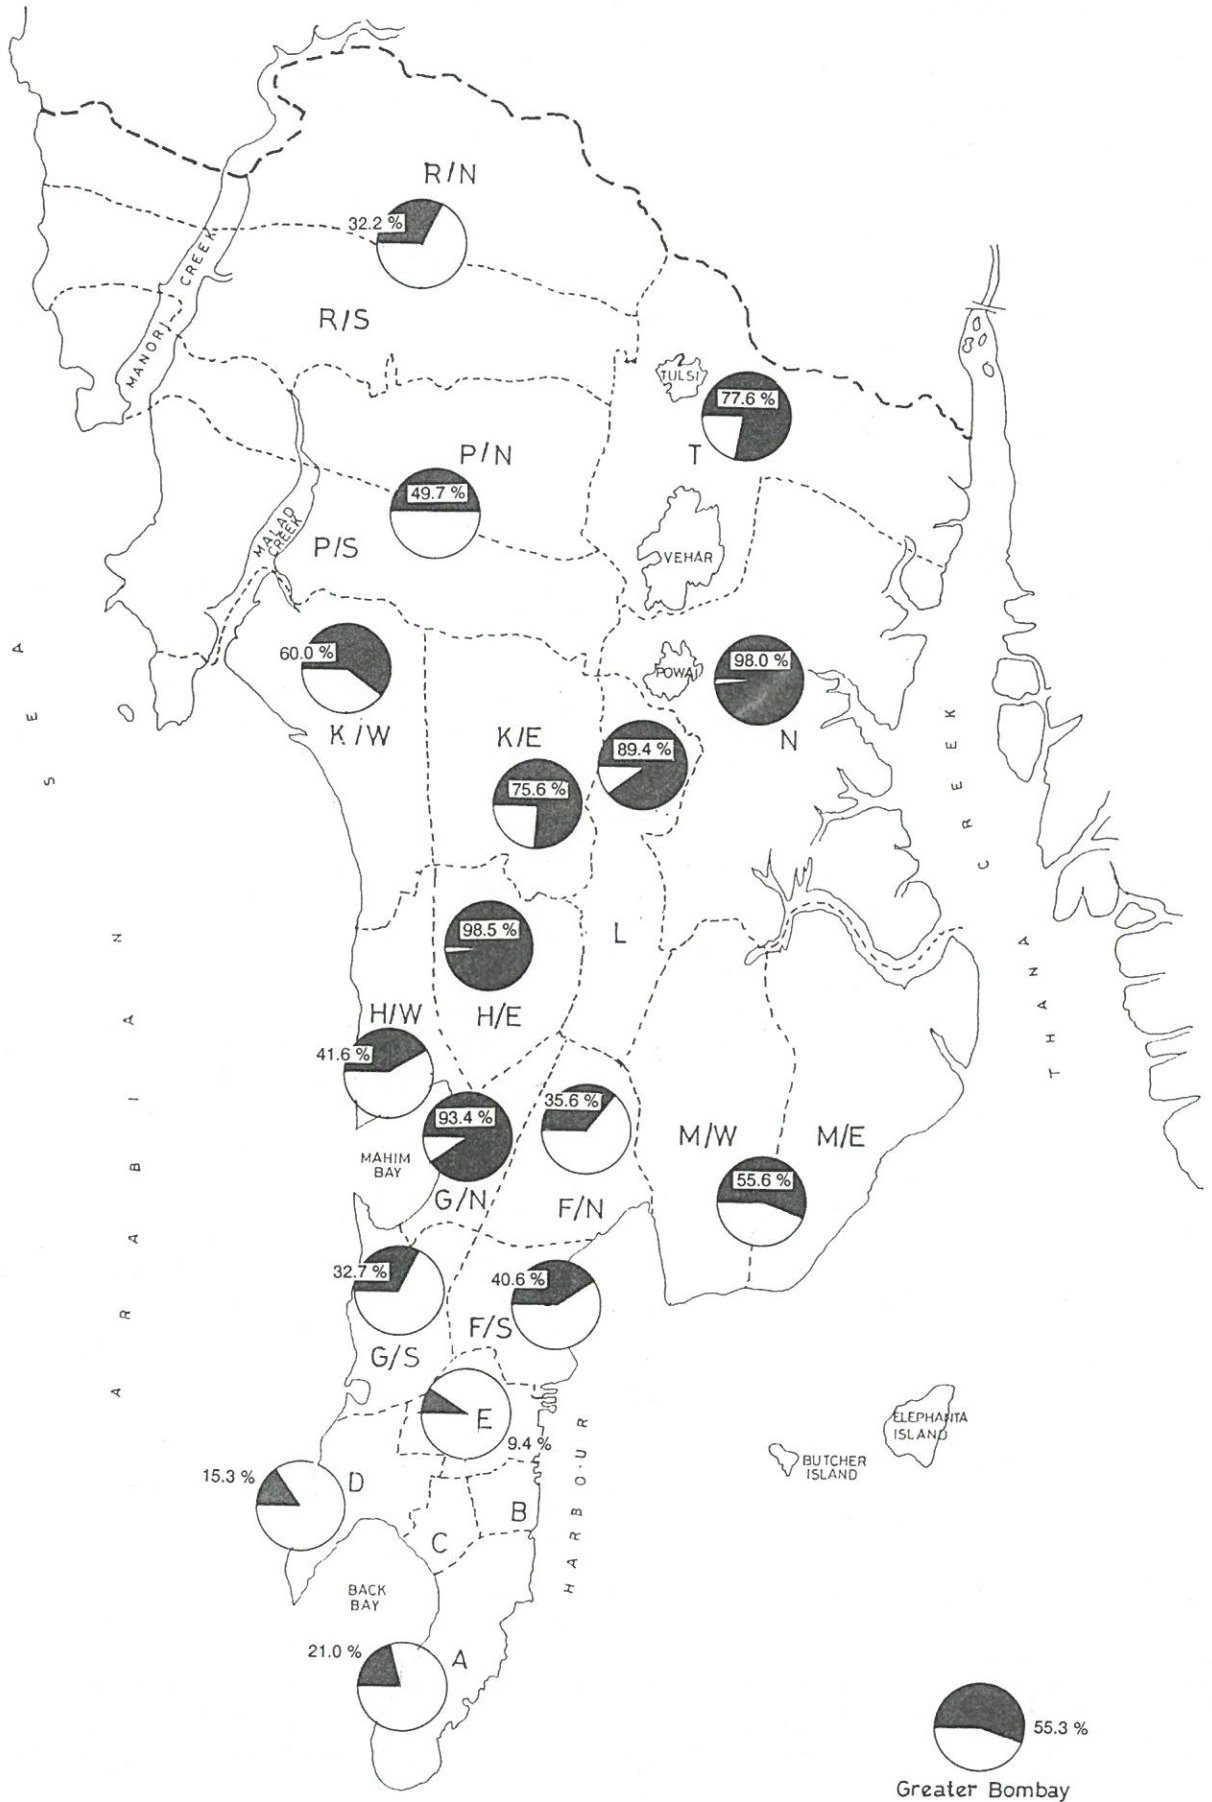 R/N
32.2 %
MANORI CREEK
R/S
TULSI
77.6 %
T
P/N
49.7 %
MALAD
CREEK
P/S
VEHAR
60.0 %
K/W
POWAI
98.0 %
N
K/E
89.4 %
75.6 %
98.5 %
L
H/E
H/W
41.6 %
93.4 %
35.6 %
MAHIM
BAY
G/N
F/N
M/W
M/E
55.6 %
32.7 %
40.6 %
G/S
F/S
E
9.4 %
15.3 %
D
B
C
BACK
BAY
21.0 %
A
ARABIAN SEA
HARBOUR
THANA CREEK
ELEPHANTA
ISLAND
BUTCHER
ISLAND
55.3 %
Greater Bombay